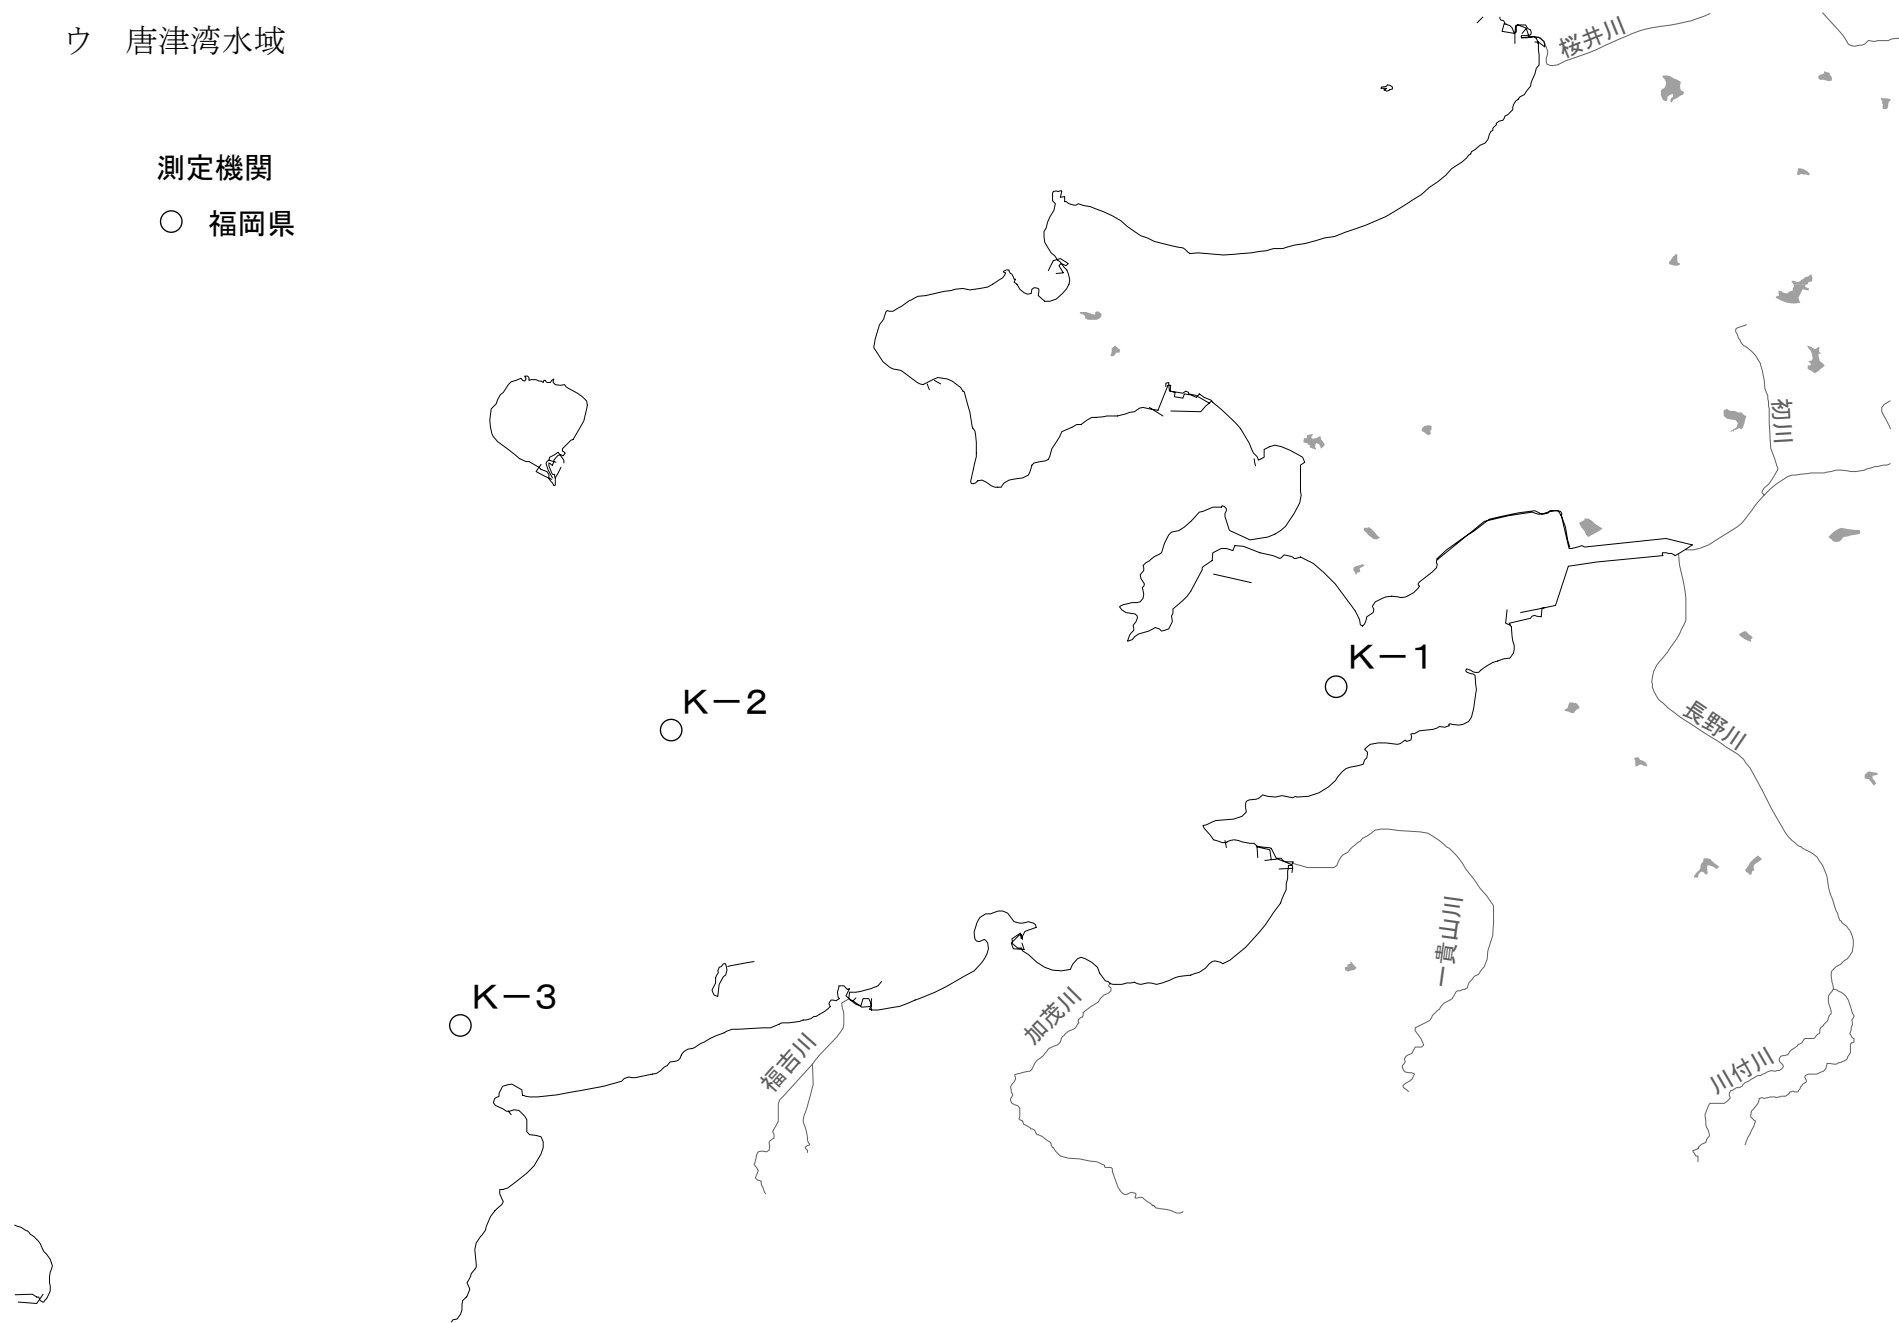 ウ　唐津湾水域
桜井川
測定機関
○　福岡県
初川
K－1
K－2
長野川
一貴山川
K－3
加茂川
福吉川
川付川